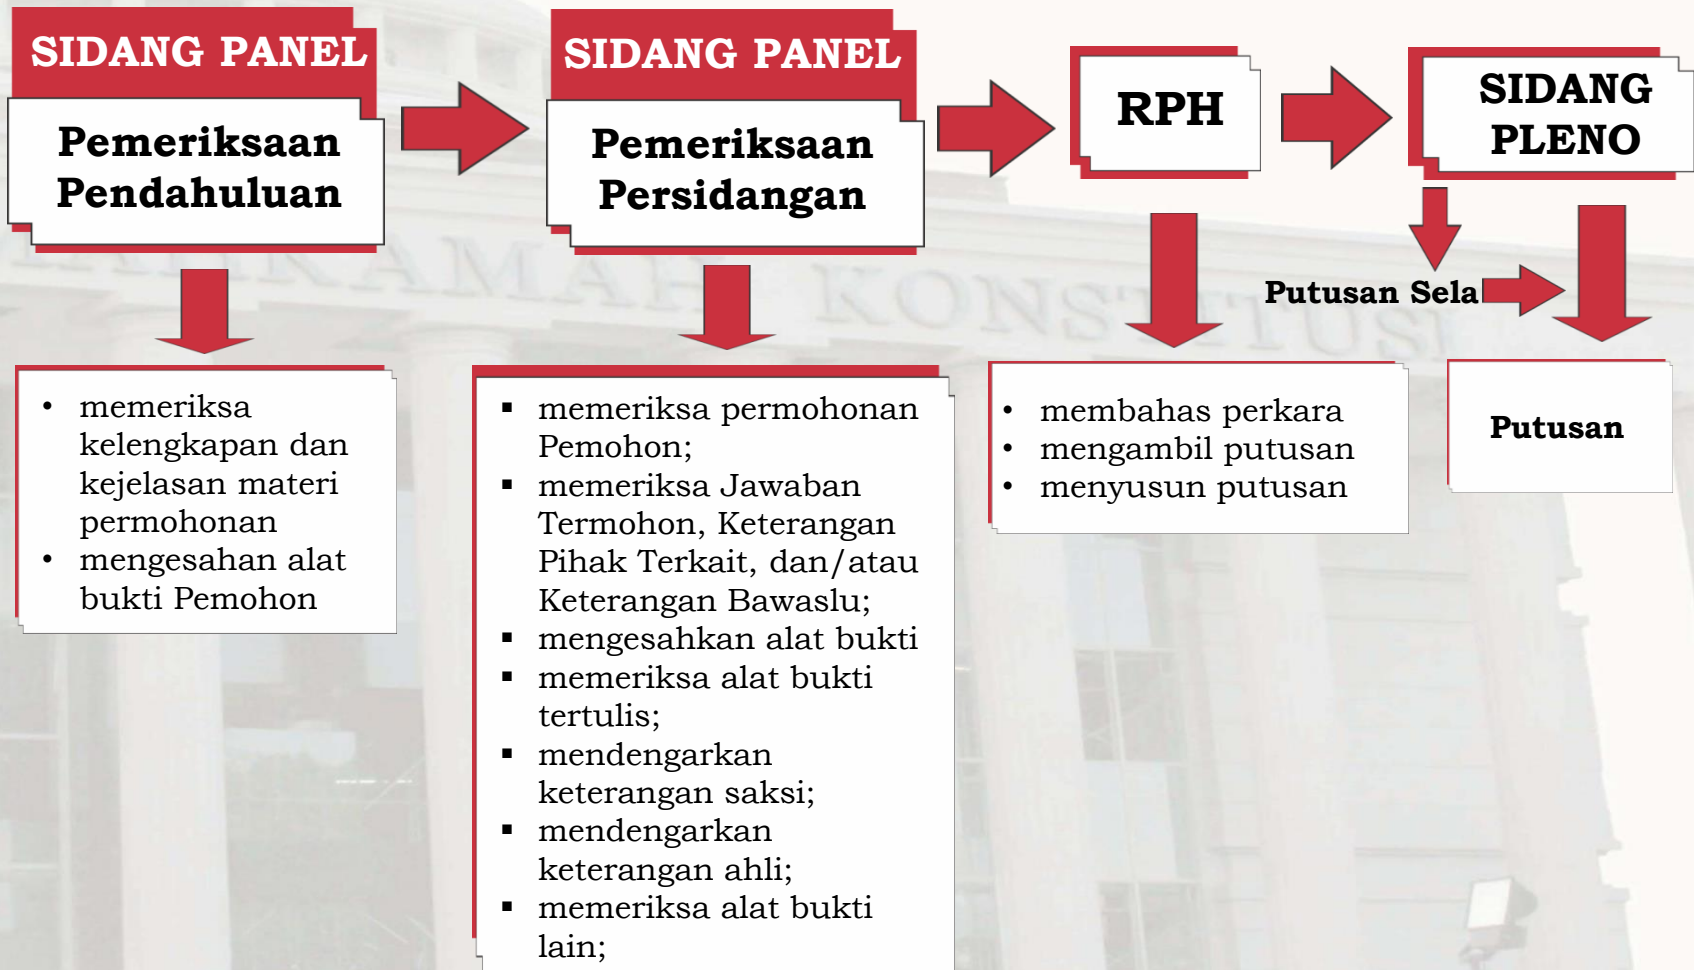 SIDANG PANEL
Pemeriksaan
Pendahuluan
SIDANG PANEL
Pemeriksaan
Persidangan
RPH
SIDANG
PLENO
Putusan Sela
• memeriksa
kelengkapan dan
kejelasan materi
permohonan
• mengesahan alat
bukti Pemohon
▪ memeriksa permohonan
Pemohon;
▪ memeriksa Jawaban
Termohon, Keterangan
Pihak Terkait, dan/atau
Keterangan Bawaslu;
▪ mengesahkan alat bukti
▪ memeriksa alat bukti
tertulis;
▪ mendengarkan
keterangan saksi;
▪ mendengarkan
keterangan ahli;
▪ memeriksa alat bukti
lain;
• membahas perkara
• mengambil putusan
• menyusun putusan
Putusan
KONSTITUSI